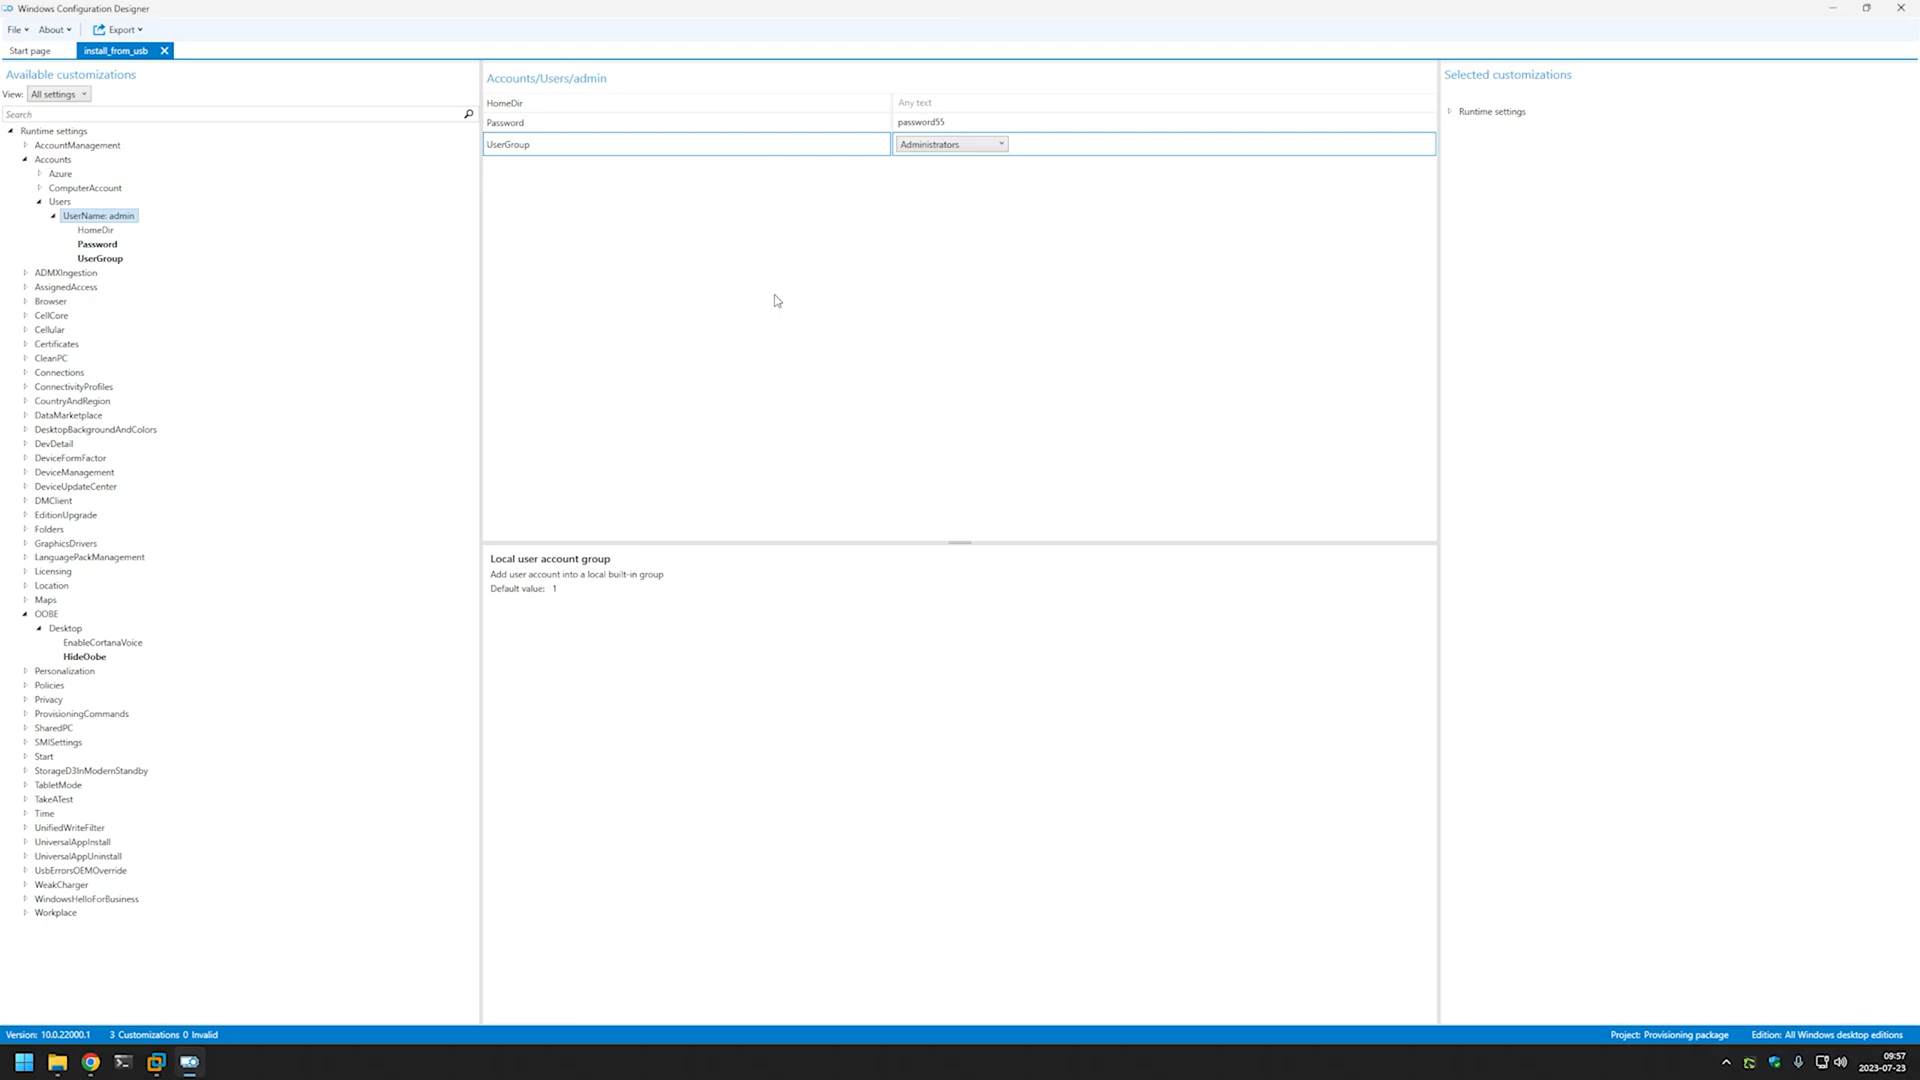 Windows Configuration Designer
File About Export
Start page install_from_usb
Available customizations
View: All settings
Search
Runtime settings
AccountManagement
Accounts
Azure
ComputerAccount
Users
UserName: admin
HomeDir
Password
UserGroup
ADMXIngestion
AssignedAccess
Browser
CellCore
Cellular
Certificates
CleanPC
Connections
ConnectivityProfiles
CountryAndRegion
DataMarketplace
DesktopBackgroundAndColors
DevDetail
DeviceFormFactor
DeviceManagement
DeviceUpdateCenter
DMClient
EditionUpgrade
Folders
GraphicsDrivers
LanguagePackManagement
Licensing
Location
Maps
OOBE
Desktop
EnableCortanaVoice
HideOobe
Personalization
Policies
Privacy
ProvisioningCommands
SharedPC
SMISettings
Start
StorageD3InModernStandby
TabletMode
TakeATest
Time
UnifiedWriteFilter
UniversalAppInstall
UniversalAppUninstall
UsbErrorsOEMOverride
WeakCharger
WindowsHelloForBusiness
Workplace
Accounts/Users/admin
HomeDir Any text
Password password55
UserGroup Administrators
Local user account group
Add user account into a local built-in group
Default value: 1
Selected customizations
Runtime settings
Version: 10.0.22000.1 3 Customizations 0 Invalid
Project: Provisioning package Edition: All Windows desktop editions
09:57
2023-07-23